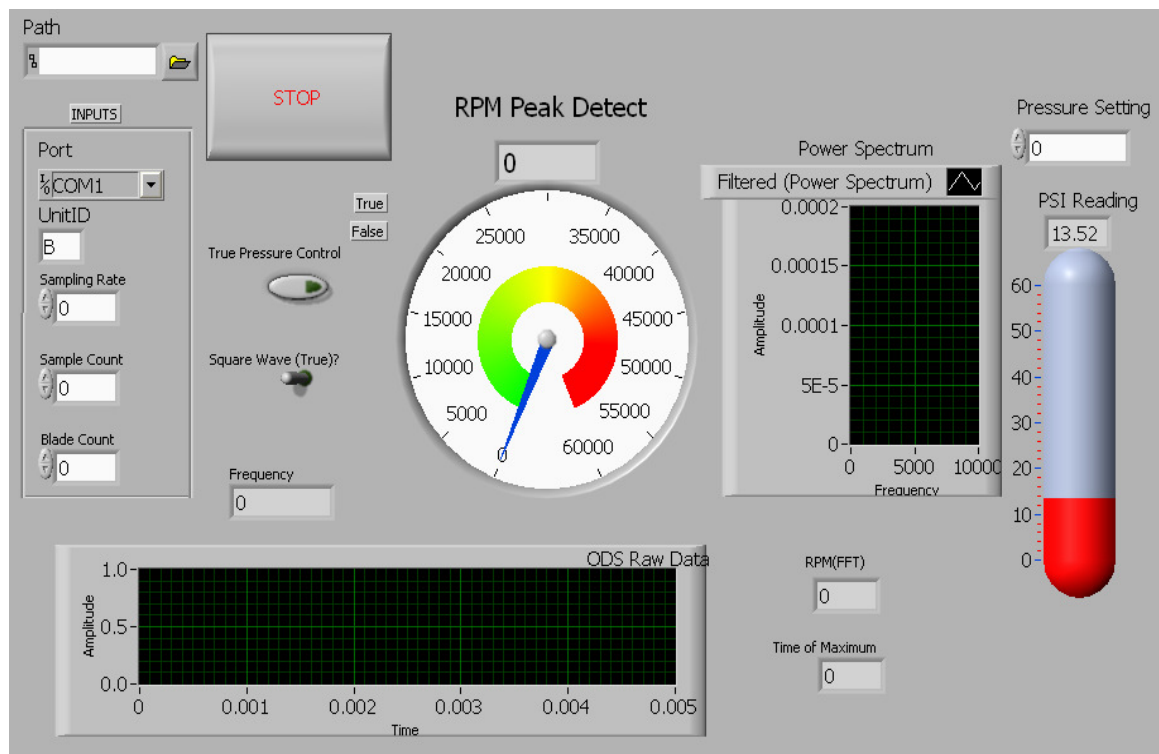 Path
STOP
INPUTS
Port
COM1
UnitID
B
Sampling Rate
0
Sample Count
0
Blade Count
0
True
False
True Pressure Control
Square Wave (True)?
Frequency
0
RPM Peak Detect
0
0
5000
10000
15000
20000
25000
35000
40000
45000
50000
55000
60000
Power Spectrum
Filtered (Power Spectrum)
0.0002
0.00015
0.0001
5E-5
0
Amplitude
0 5000 10000
Frequency
Pressure Setting
0
PSI Reading
13.52
60
50
40
30
20
10
0
ODS Raw Data
1.0
0.5
0.0
Amplitude
0 0.001 0.002 0.003 0.004 0.005
Time
RPM(FFT)
0
Time of Maximum
0